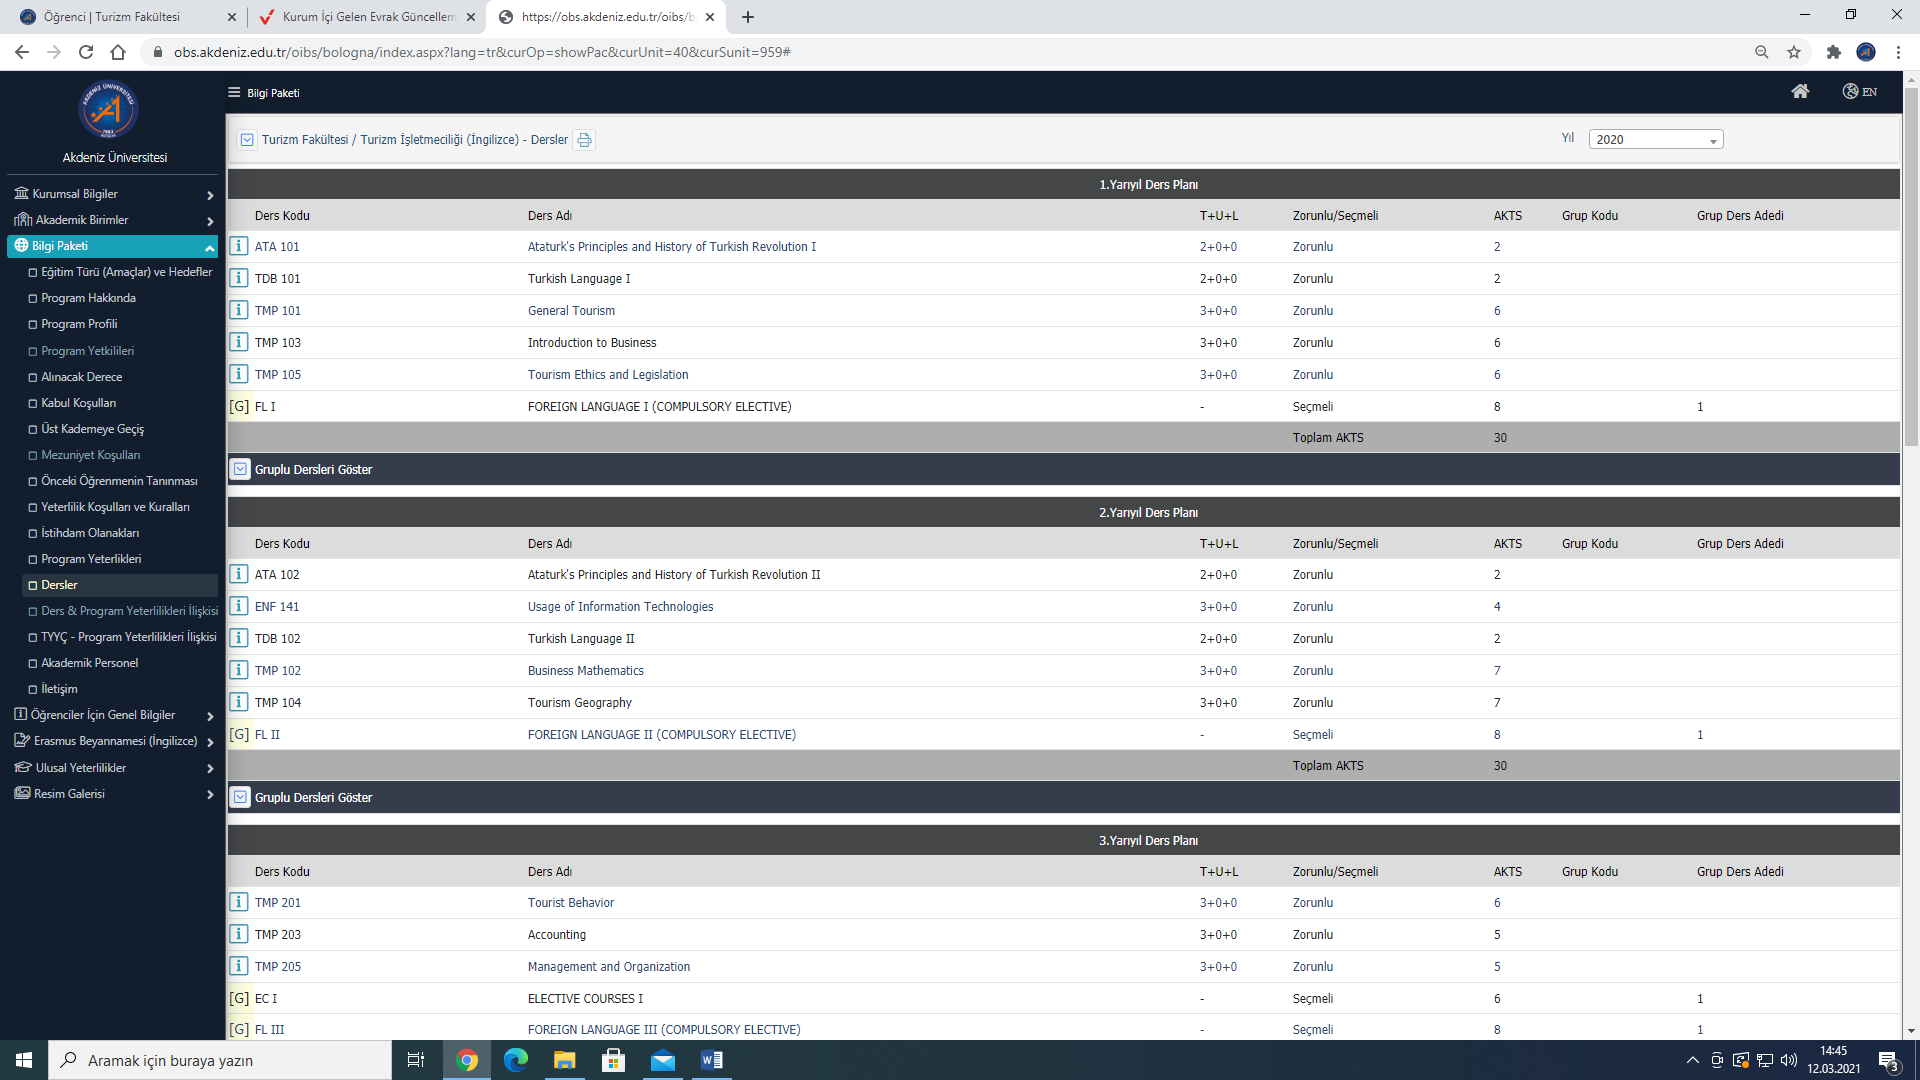 Öğrenci | Turizm Fakültesi
Kurum İçi Gelen Evrak Güncellem
https://obs.akdeniz.edu.tr/oibs/b
obs.akdeniz.edu.tr/oibs/bologna/index.aspx?lang=tr&curOp=showPac&curUnit=40&curSunit=959#
Bilgi Paketi
EN
AKDENİZ ÜNİVERSİTESİ
Akdeniz Üniversitesi
Kurumsal Bilgiler
Akademik Birimler
Bilgi Paketi
Eğitim Türü (Amaçlar) ve Hedefler
Program Hakkında
Program Profili
Program Yetkilileri
Alınacak Derece
Kabul Koşulları
Üst Kademeye Geçiş
Mezuniyet Koşulları
Önceki Öğrenmenin Tanınması
Yeterlilik Koşulları ve Kuralları
İstihdam Olanakları
Program Yeterlikleri
Dersler
Ders & Program Yeterlilikleri İlişkisi
TYYÇ - Program Yeterlilikleri İlişkisi
Akademik Personel
İletişim
Öğrenciler İçin Genel Bilgiler
Erasmus Beyannamesi (İngilizce)
Ulusal Yeterlilikler
Resim Galerisi
Turizm Fakültesi / Turizm İşletmeciliği (İngilizce) - Dersler
Yıl 2020
1.Yarıyıl Ders Planı
Ders Kodu Ders Adı T+U+L Zorunlu/Seçmeli AKTS Grup Kodu Grup Ders Adedi
ATA 101 Ataturk's Principles and History of Turkish Revolution I 2+0+0 Zorunlu 2
TDB 101 Turkish Language I 2+0+0 Zorunlu 2
TMP 101 General Tourism 3+0+0 Zorunlu 6
TMP 103 Introduction to Business 3+0+0 Zorunlu 6
TMP 105 Tourism Ethics and Legislation 3+0+0 Zorunlu 6
[G] FL I FOREIGN LANGUAGE I (COMPULSORY ELECTIVE) - Seçmeli 8 1
Toplam AKTS 30
Gruplu Dersleri Göster
2.Yarıyıl Ders Planı
Ders Kodu Ders Adı T+U+L Zorunlu/Seçmeli AKTS Grup Kodu Grup Ders Adedi
ATA 102 Ataturk's Principles and History of Turkish Revolution II 2+0+0 Zorunlu 2
ENF 141 Usage of Information Technologies 3+0+0 Zorunlu 4
TDB 102 Turkish Language II 2+0+0 Zorunlu 2
TMP 102 Business Mathematics 3+0+0 Zorunlu 7
TMP 104 Tourism Geography 3+0+0 Zorunlu 7
[G] FL II FOREIGN LANGUAGE II (COMPULSORY ELECTIVE) - Seçmeli 8 1
Toplam AKTS 30
Gruplu Dersleri Göster
3.Yarıyıl Ders Planı
Ders Kodu Ders Adı T+U+L Zorunlu/Seçmeli AKTS Grup Kodu Grup Ders Adedi
TMP 201 Tourist Behavior 3+0+0 Zorunlu 6
TMP 203 Accounting 3+0+0 Zorunlu 5
TMP 205 Management and Organization 3+0+0 Zorunlu 5
[G] EC I ELECTIVE COURSES I - Seçmeli 6 1
[G] FL III FOREIGN LANGUAGE III (COMPULSORY ELECTIVE) - Seçmeli 8 1
Aramak için buraya yazın
14:45
12.03.2021
3